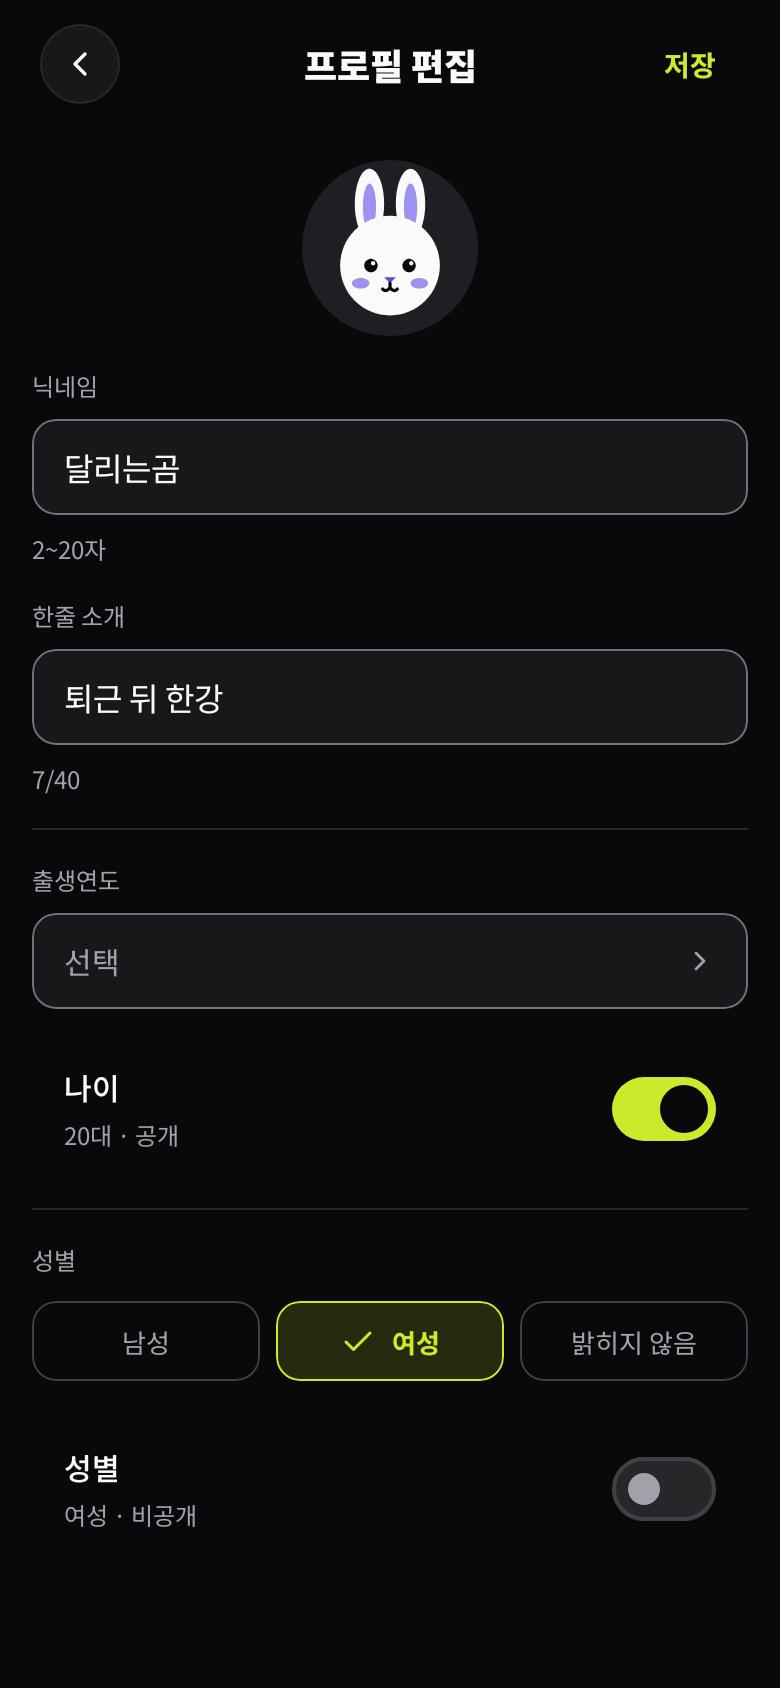 프로필 편집
저장
닉네임
달리는곰
2~20자
한줄 소개
퇴근 뒤 한강
7/40
출생연도
선택
나이
20대 · 공개
성별
남성
여성
밝히지 않음
성별
여성 · 비공개